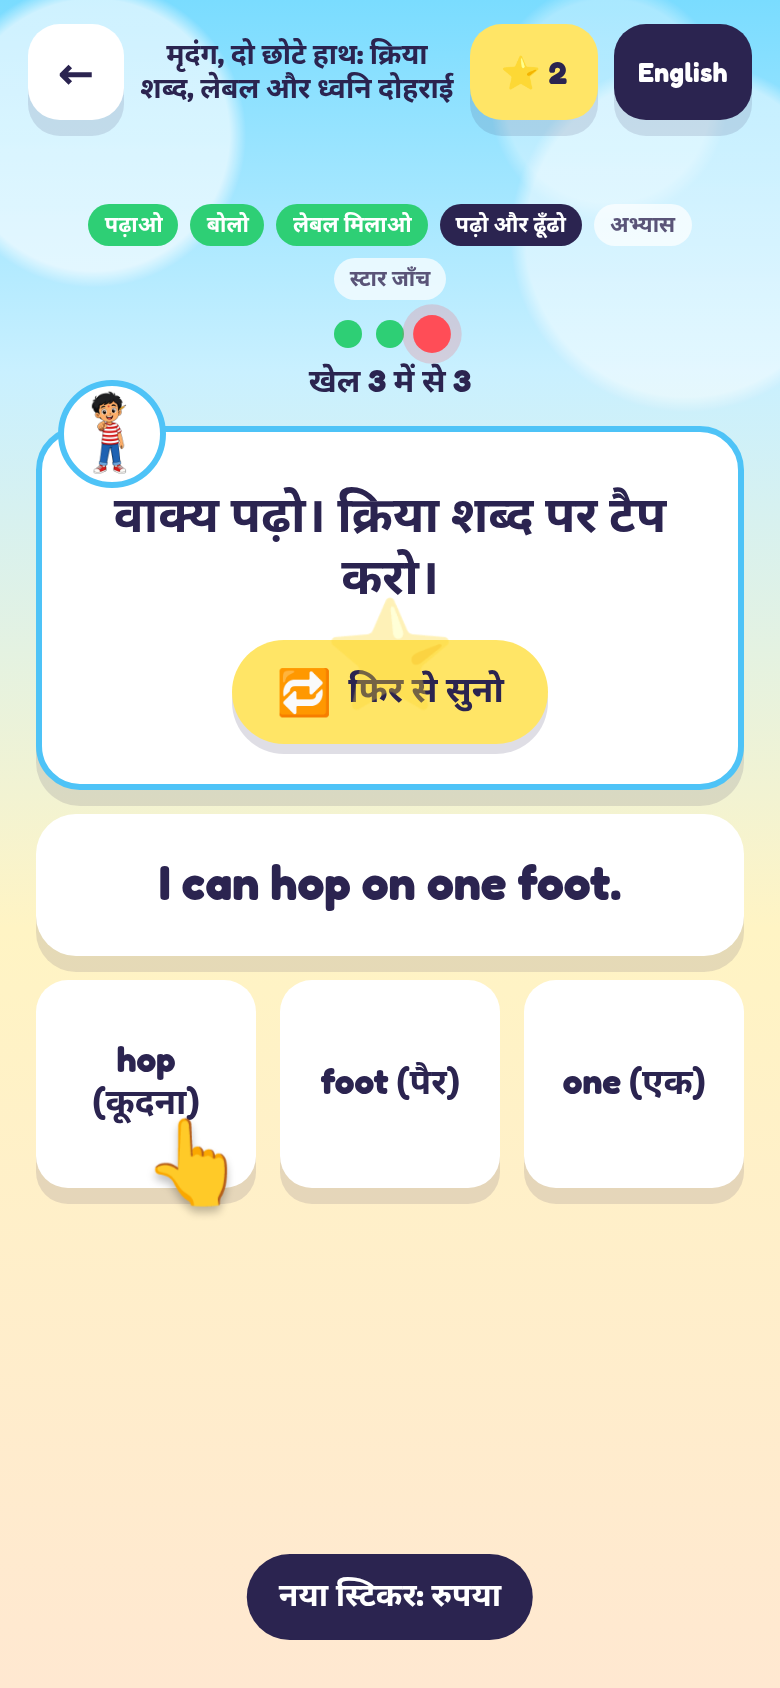 ←
मृदंग, दो छोटे हाथ: क्रिया
शब्द, लेबल और ध्वनि दोहराई
2
English
पढ़ाओ
बोलो
लेबल मिलाओ
पढ़ो और ढूँढो
अभ्यास
स्टार जाँच
खेल 3 में से 3
वाक्य पढ़ो। क्रिया शब्द पर टैप
करो।
फिर से सुनो
I can hop on one foot.
hop
(कूदना)
foot (पैर)
one (एक)
नया स्टिकर: रुपया